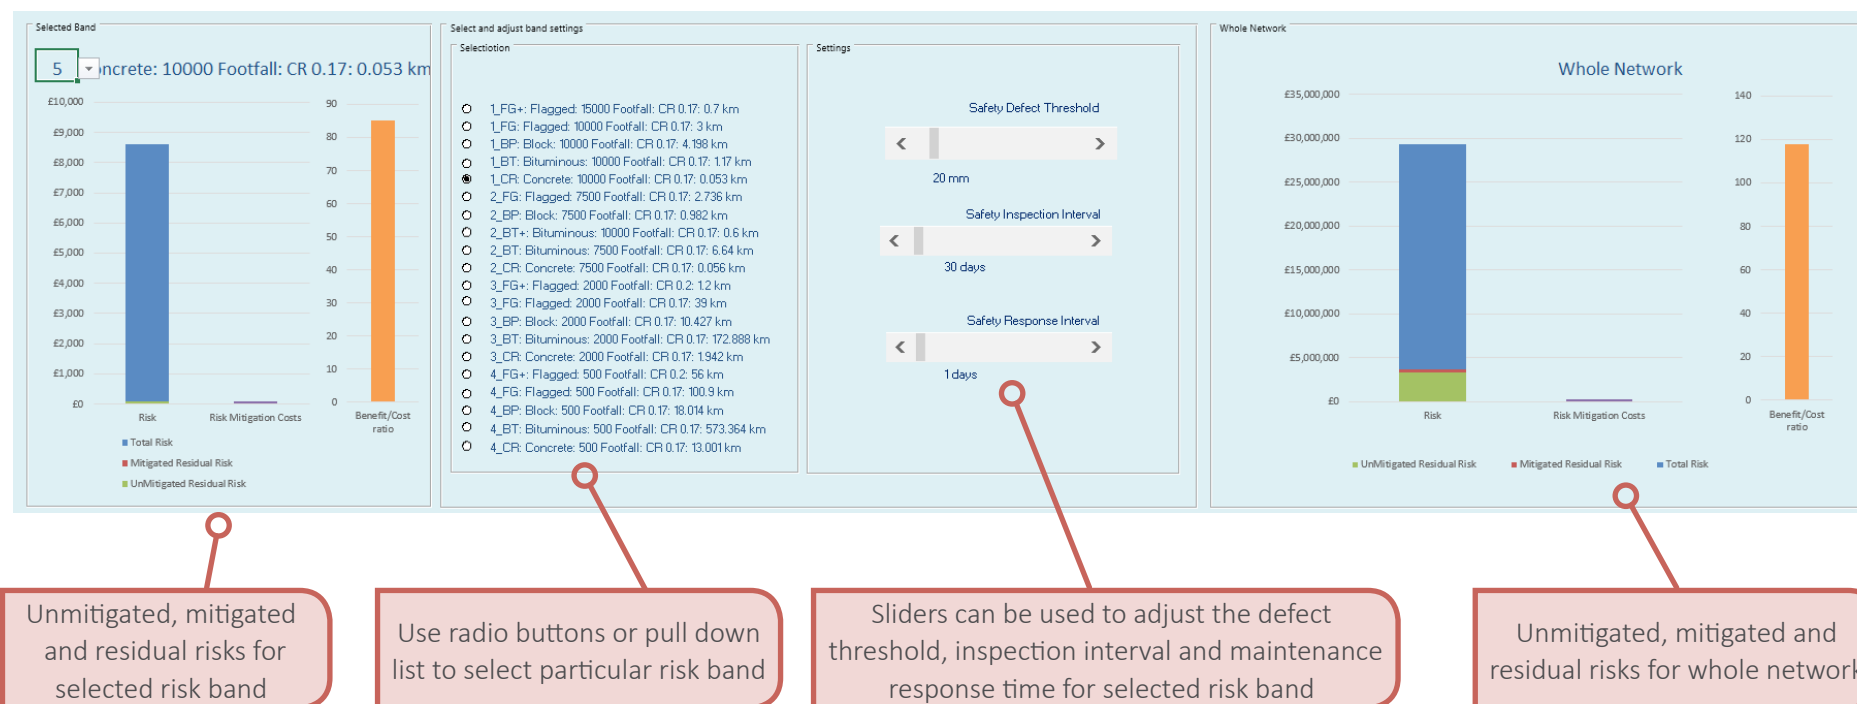 Selected Band
5
ncrete: 10000 Footfall: CR 0.17: 0.053 km
£10,000
£9,000
£8,000
£7,000
£6,000
£5,000
£4,000
£3,000
£2,000
£1,000
£0
90
80
70
60
50
40
30
20
10
0
Risk
Risk Mitigation Costs
Benefit/Cost
ratio
Total Risk
Mitigated Residual Risk
UnMitigated Residual Risk
Select and adjust band settings
Selectiotion
1_FG+: Flagged: 15000 Footfall: CR 0.17: 0.7 km
1_FG: Flagged: 10000 Footfall: CR 0.17: 3 km
1_BP: Block: 10000 Footfall: CR 0.17: 4.198 km
1_BT: Bituminous: 10000 Footfall: CR 0.17: 1.17 km
1_CR: Concrete: 10000 Footfall: CR 0.17: 0.053 km
2_FG: Flagged: 7500 Footfall: CR 0.17: 2.736 km
2_BP: Block: 7500 Footfall: CR 0.17: 0.982 km
2_BT+: Bituminous: 10000 Footfall: CR 0.17: 0.6 km
2_BT: Bituminous: 7500 Footfall: CR 0.17: 6.64 km
2_CR: Concrete: 7500 Footfall: CR 0.17: 0.056 km
3_FG+: Flagged: 2000 Footfall: CR 0.2: 1.2 km
3_FG: Flagged: 2000 Footfall: CR 0.17: 39 km
3_BP: Block: 2000 Footfall: CR 0.17: 10.427 km
3_BT: Bituminous: 2000 Footfall: CR 0.17: 172.888 km
3_CR: Concrete: 2000 Footfall: CR 0.17: 1.942 km
4_FG+: Flagged: 500 Footfall: CR 0.2: 56 km
4_FG: Flagged: 500 Footfall: CR 0.17: 100.9 km
4_BP: Block: 500 Footfall: CR 0.17: 18.014 km
4_BT: Bituminous: 500 Footfall: CR 0.17: 573.364 km
4_CR: Concrete: 500 Footfall: CR 0.17: 13.001 km
Settings
Safety Defect Threshold
20 mm
Safety Inspection Interval
30 days
Safety Response Interval
1 days
Whole Network
Whole Network
£35,000,000
£30,000,000
£25,000,000
£20,000,000
£15,000,000
£10,000,000
£5,000,000
£0
140
120
100
80
60
40
20
0
Risk
Risk Mitigation Costs
Benefit/Cost
ratio
UnMitigated Residual Risk
Mitigated Residual Risk
Total Risk
Unmitigated, mitigated
and residual risks for
selected risk band
Use radio buttons or pull down
list to select particular risk band
Sliders can be used to adjust the defect
threshold, inspection interval and maintenance
response time for selected risk band
Unmitigated, mitigated and
residual risks for whole network